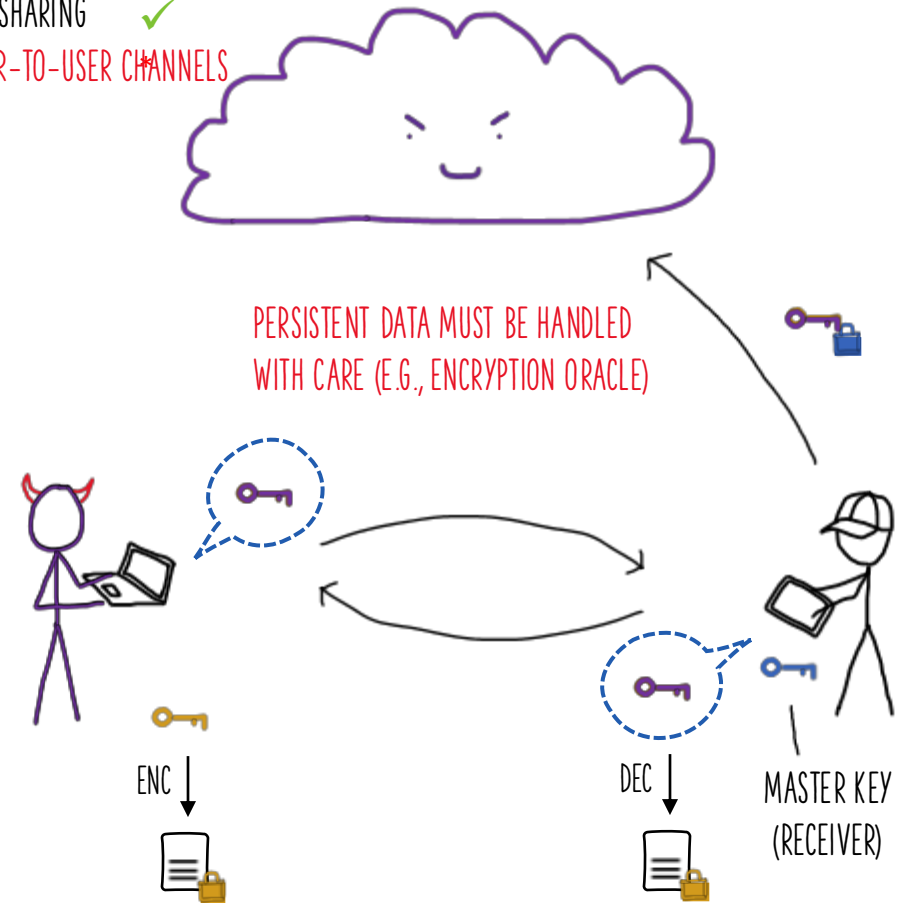 SHARING
R-TO-USER CHANNELS
*
PERSISTENT DATA MUST BE HANDLED
WITH CARE (E.G., ENCRYPTION ORACLE)
ENC
DEC
MASTER KEY
(RECEIVER)